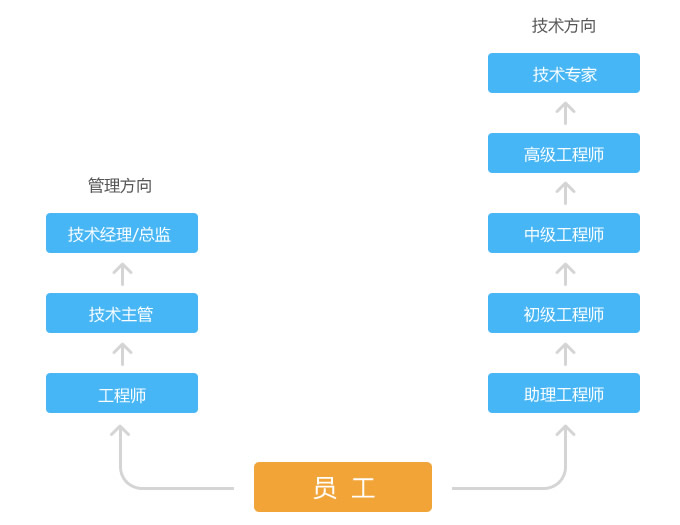 技术方向
技术专家
高级工程师
管理方向
技术经理/总监
中级工程师
技术主管
初级工程师
工程师
助理工程师
员 工